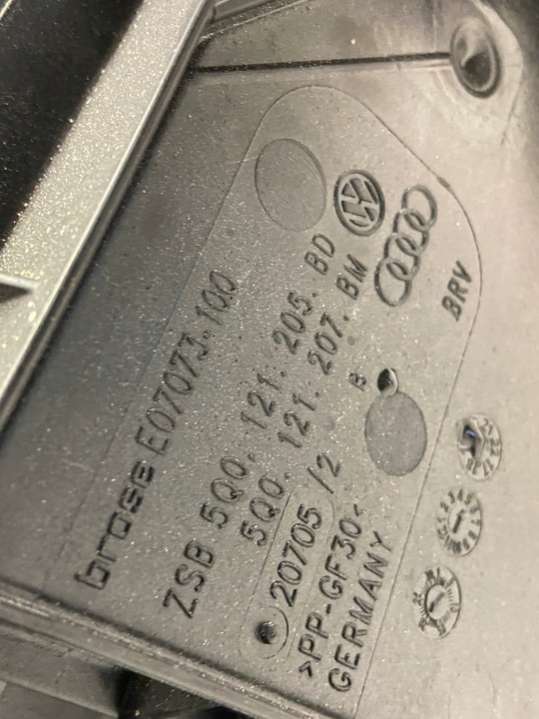 brose E07073.100
ZSB 5Q0. 121. 205. BD
5Q0. 121. 207. BM
20705 /2
>PP-GF30<
GERMANY
BRV